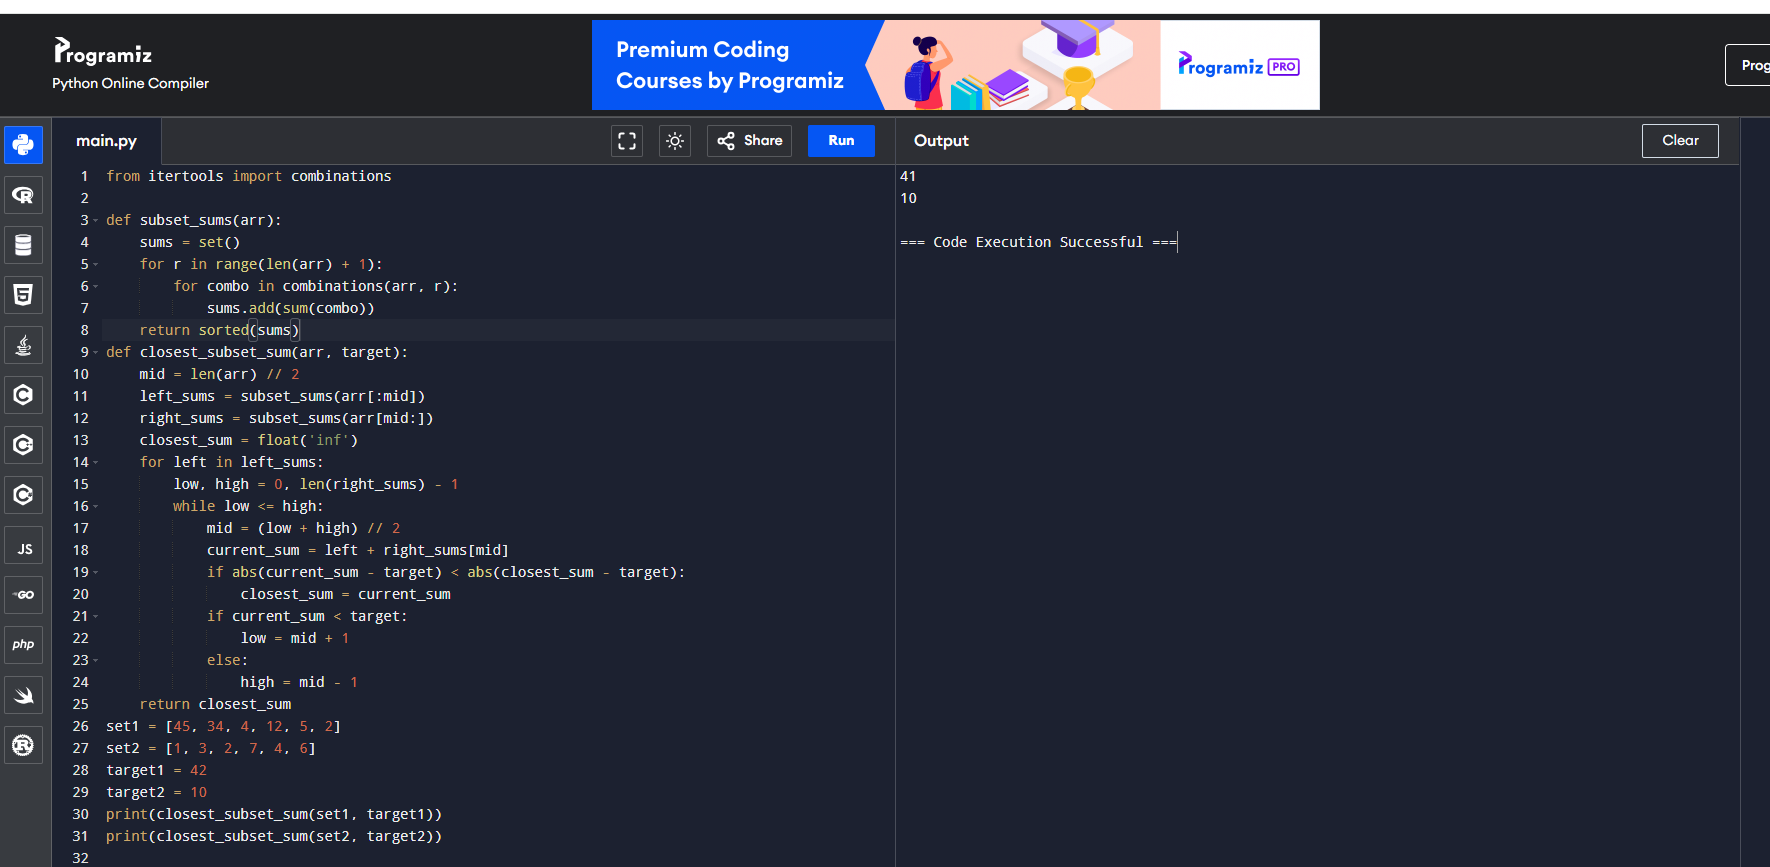 Programiz
Python Online Compiler
Premium Coding
Courses by Programiz
Programiz PRO
Prog
main.py
Share
Run
Output
Clear
1 from itertools import combinations
2
3 def subset_sums(arr):
4     sums = set()
5     for r in range(len(arr) + 1):
6         for combo in combinations(arr, r):
7             sums.add(sum(combo))
8     return sorted(sums)
9 def closest_subset_sum(arr, target):
10     mid = len(arr) // 2
11     left_sums = subset_sums(arr[:mid])
12     right_sums = subset_sums(arr[mid:])
13     closest_sum = float('inf')
14     for left in left_sums:
15         low, high = 0, len(right_sums) - 1
16         while low <= high:
17             mid = (low + high) // 2
18             current_sum = left + right_sums[mid]
19             if abs(current_sum - target) < abs(closest_sum - target):
20                 closest_sum = current_sum
21             if current_sum < target:
22                 low = mid + 1
23             else:
24                 high = mid - 1
25     return closest_sum
26 set1 = [45, 34, 4, 12, 5, 2]
27 set2 = [1, 3, 2, 7, 4, 6]
28 target1 = 42
29 target2 = 10
30 print(closest_subset_sum(set1, target1))
31 print(closest_subset_sum(set2, target2))
32
41
10
=== Code Execution Successful ===
R
5
C
C
C
JS
GO
php
R